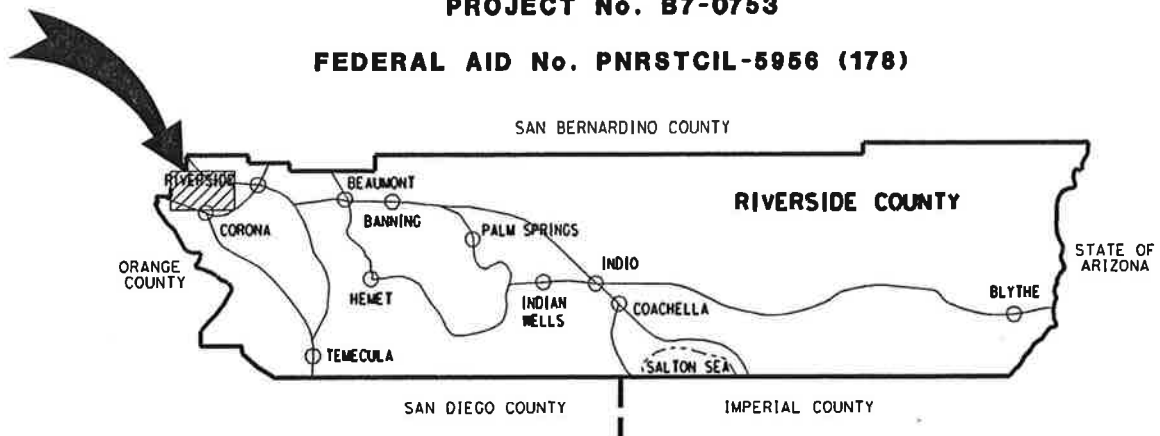 PROJECT No. B7-0753
FEDERAL AID No. PNRSTCIL-5956 (178)
SAN BERNARDINO COUNTY
RIVERSIDE
BEAUMONT
BANNING
RIVERSIDE COUNTY
CORONA
PALM SPRINGS
STATE OF
ARIZONA
ORANGE
COUNTY
HEMET
INDIO
INDIAN
WELLS
COACHELLA
BLYTHE
TEMECULA
SALTON SEA
SAN DIEGO COUNTY
IMPERIAL COUNTY